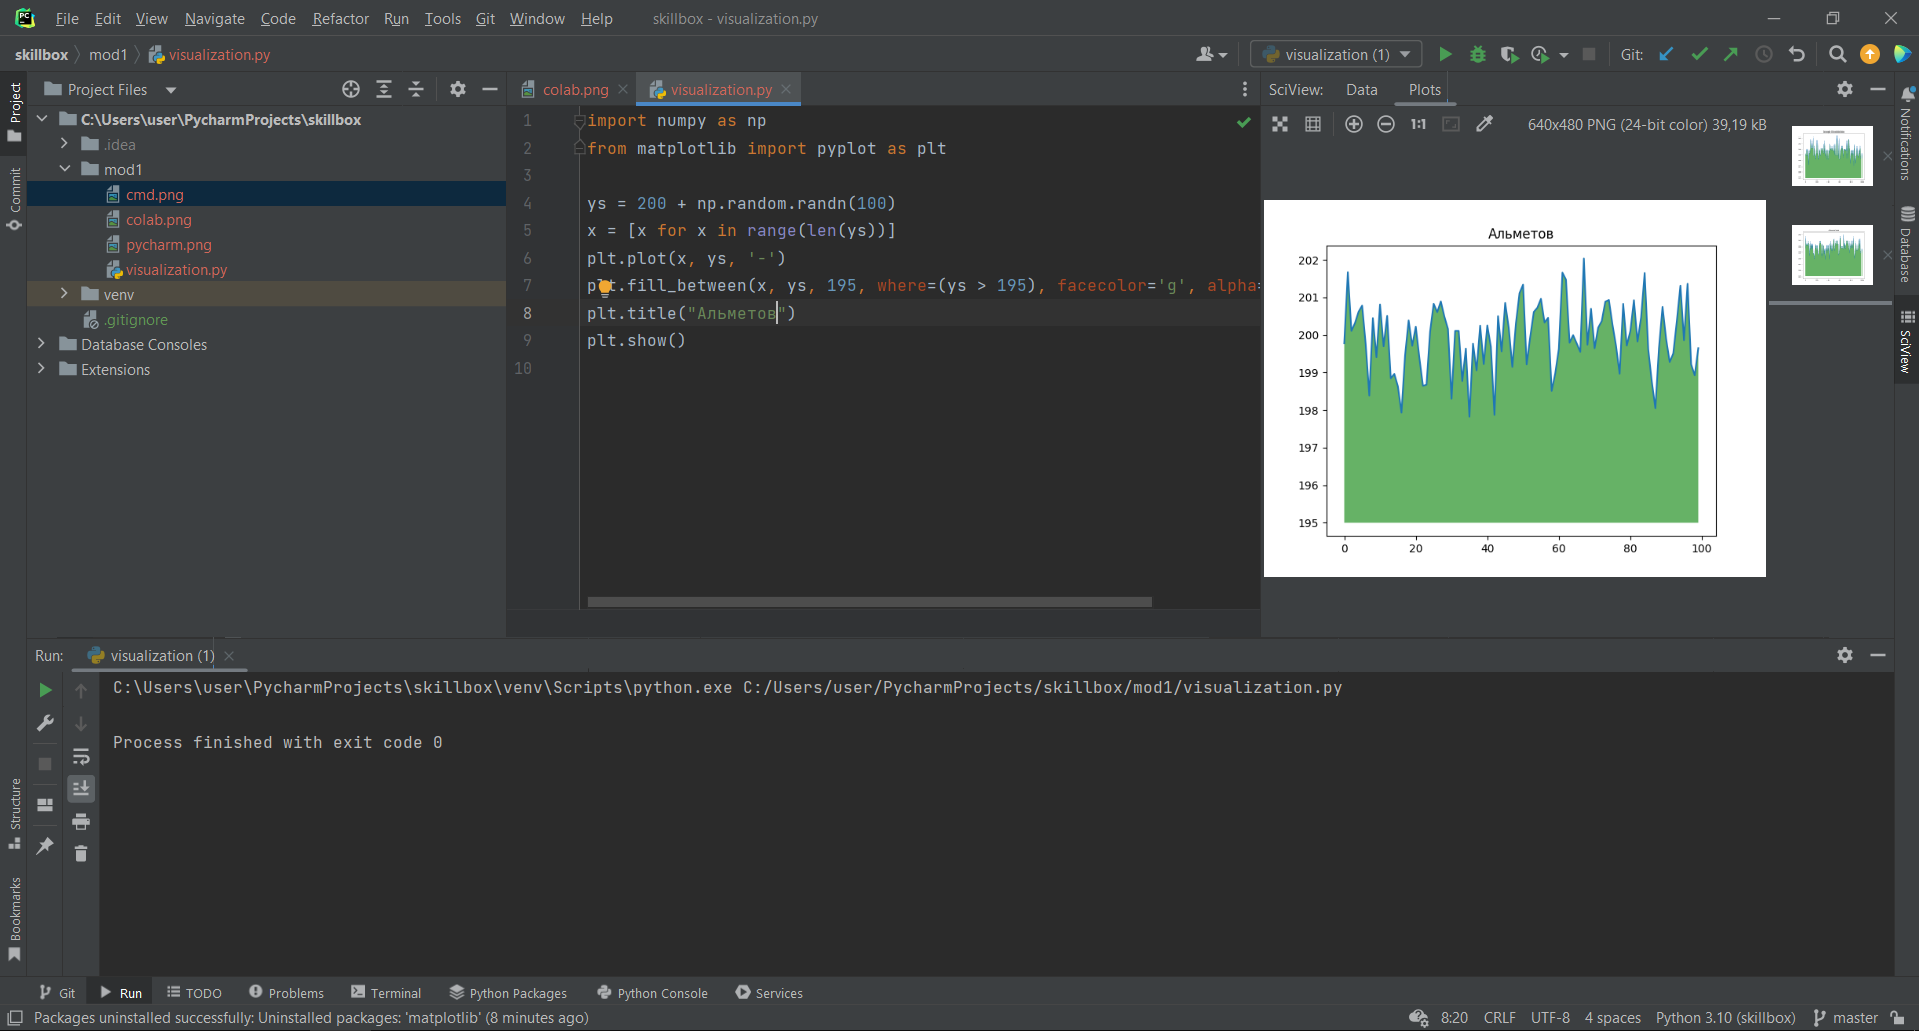 File Edit View Navigate Code Refactor Run Tools Git Window Help skillbox - visualization.py
skillbox mod1 visualization.py visualization (1) Git:
Project Files
colab.png visualization.py
SciView: Data Plots
640x480 PNG (24-bit color) 39,19 kB
Project
Commit
Structure
Bookmarks
C:\Users\user\PycharmProjects\skillbox
.idea
mod1
cmd.png
colab.png
pycharm.png
visualization.py
venv
.gitignore
Database Consoles
Extensions
1 import numpy as np
2 from matplotlib import pyplot as plt
3
4 ys = 200 + np.random.randn(100)
5 x = [x for x in range(len(ys))]
6 plt.plot(x, ys, '-')
7 plt.fill_between(x, ys, 195, where=(ys > 195), facecolor='g', alpha=
8 plt.title("Альметов")
9 plt.show()
10
Альметов
202
201
200
199
198
197
196
195
0 20 40 60 80 100
Notifications
Database
SciView
Run: visualization (1)
C:\Users\user\PycharmProjects\skillbox\venv\Scripts\python.exe C:/Users/user/PycharmProjects/skillbox/mod1/visualization.py
Process finished with exit code 0
Git Run TODO Problems Terminal Python Packages Python Console Services
Packages uninstalled successfully: Uninstalled packages: 'matplotlib' (8 minutes ago) 8:20 CRLF UTF-8 4 spaces Python 3.10 (skillbox) master